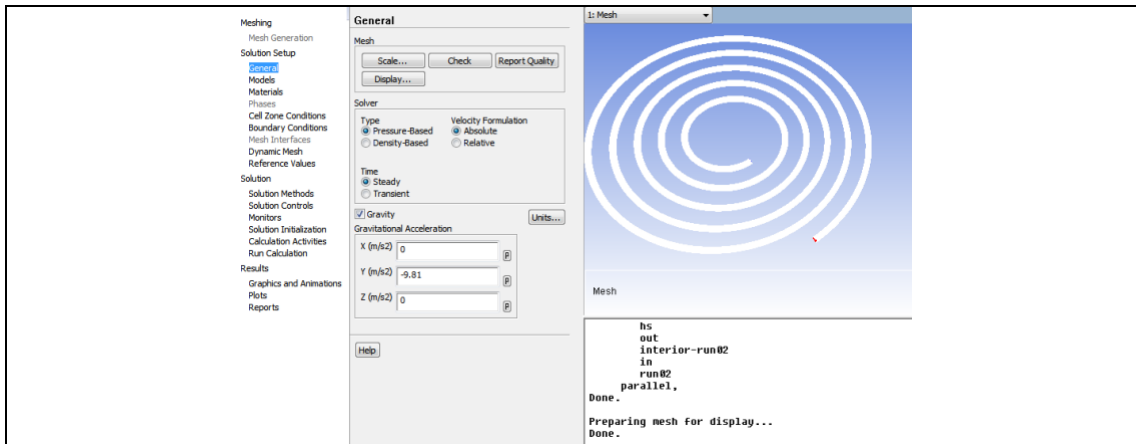 Meshing
Mesh Generation
Solution Setup
General
Models
Materials
Phases
Cell Zone Conditions
Boundary Conditions
Mesh Interfaces
Dynamic Mesh
Reference Values
Solution
Solution Methods
Solution Controls
Monitors
Solution Initialization
Calculation Activities
Run Calculation
Results
Graphics and Animations
Plots
Reports
General
Mesh
Scale... Check Report Quality
Display...
Solver
Type Velocity Formulation
Pressure-Based Absolute
Density-Based Relative
Time
Steady
Transient
Gravity Units...
Gravitational Acceleration
X (m/s2) 0 P
Y (m/s2) -9.81 P
Z (m/s2) 0 P
Help
1: Mesh
Mesh
hs
out
interior-run02
in
run02
parallel,
Done.
Preparing mesh for display...
Done.